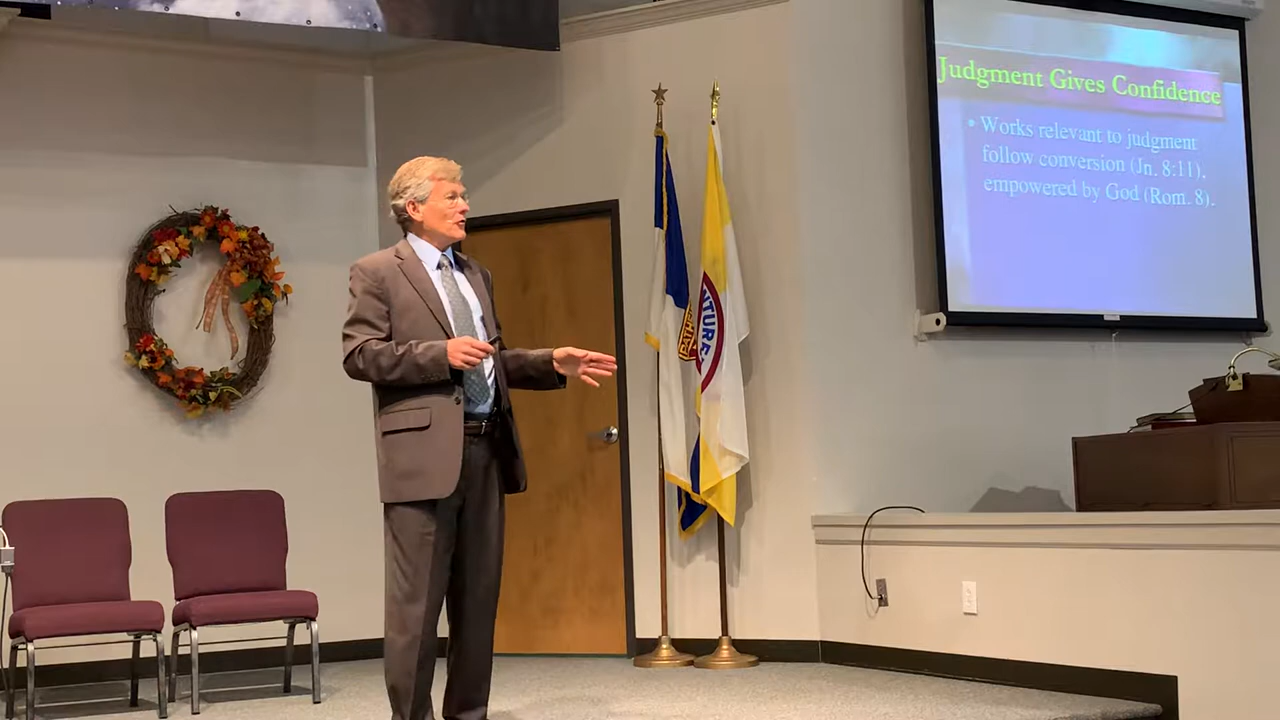 Judgment Gives Confidence
• Works relevant to judgment
follow conversion (Jn. 8:11),
empowered by God (Rom. 8).